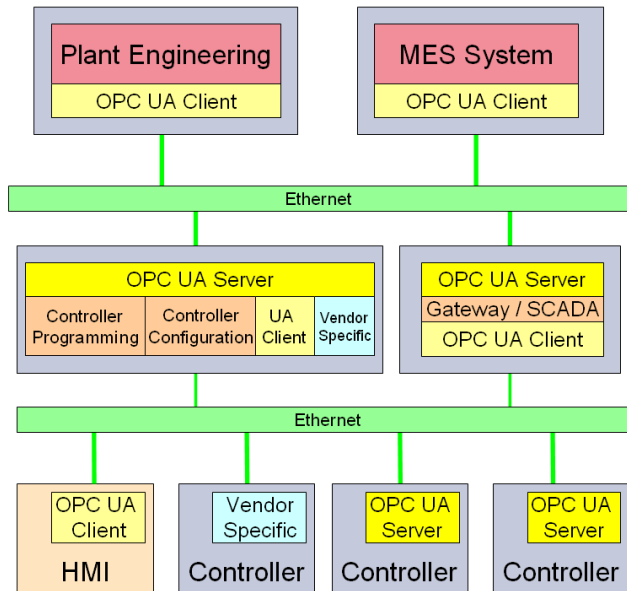 Plant Engineering
OPC UA Client
MES System
OPC UA Client
Ethernet
OPC UA Server
Controller
Programming
Controller
Configuration
UA
Client
Vendor
Specific
OPC UA Server
Gateway / SCADA
OPC UA Client
Ethernet
OPC UA
Client
HMI
Vendor
Specific
Controller
OPC UA
Server
Controller
OPC UA
Server
Controller